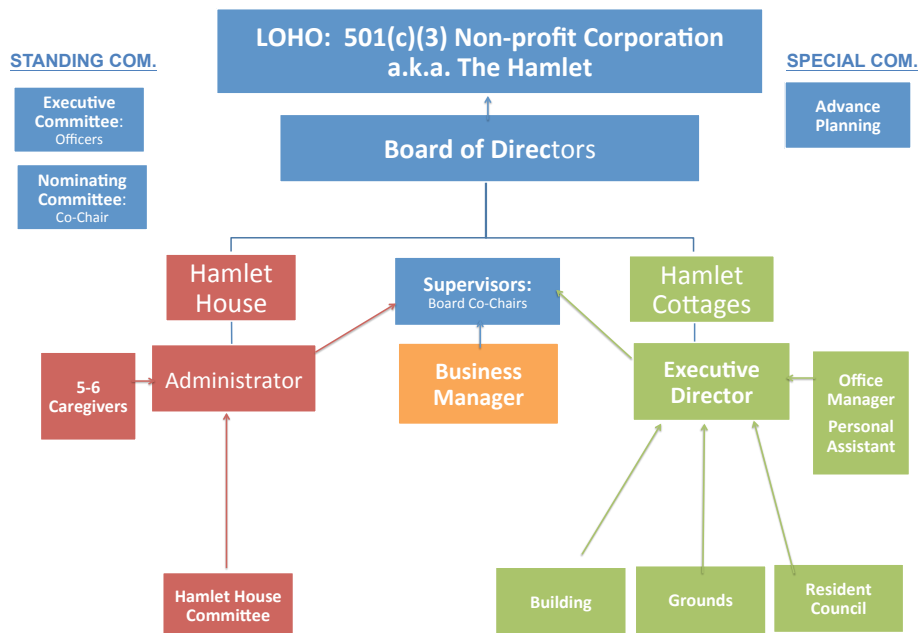 LOHO: 501(c)(3) Non-profit Corporation
a.k.a. The Hamlet
STANDING COM.
SPECIAL COM.
Executive
Committee:
Officers
Advance
Planning
Board of Directors
Nominating
Committee:
Co-Chair
Hamlet
House
Supervisors:
Board Co-Chairs
Hamlet
Cottages
5-6
Caregivers
Administrator
Business
Manager
Executive
Director
Office
Manager
Personal
Assistant
Hamlet House
Committee
Building
Grounds
Resident
Council